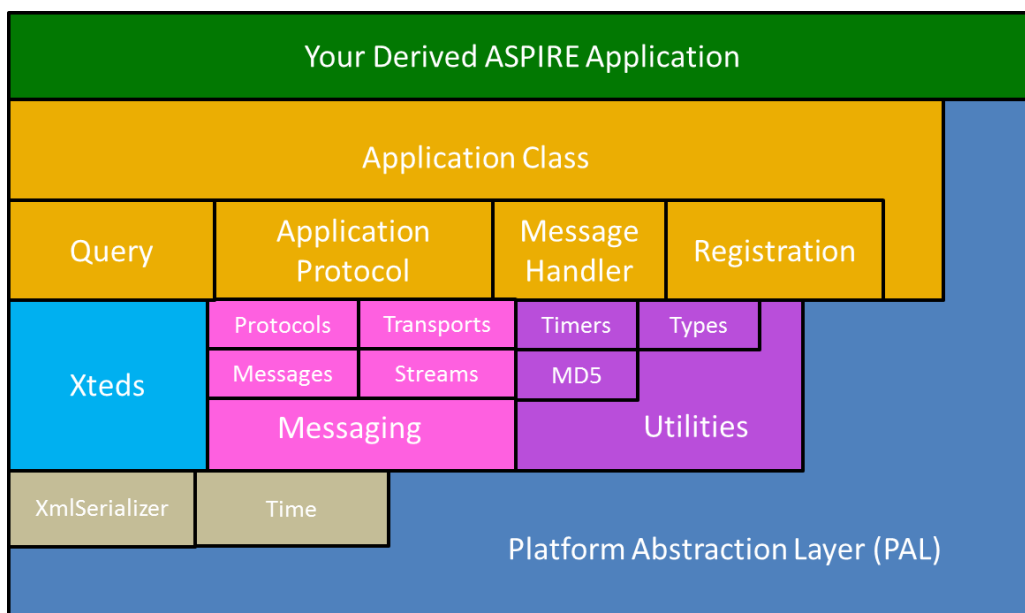 Your Derived ASPIRE Application
Application Class
Query
Application
Protocol
Message
Handler
Registration
Xteds
Protocols
Transports
Timers
Types
Messages
Streams
MD5
Messaging
Utilities
XmlSerializer
Time
Platform Abstraction Layer (PAL)